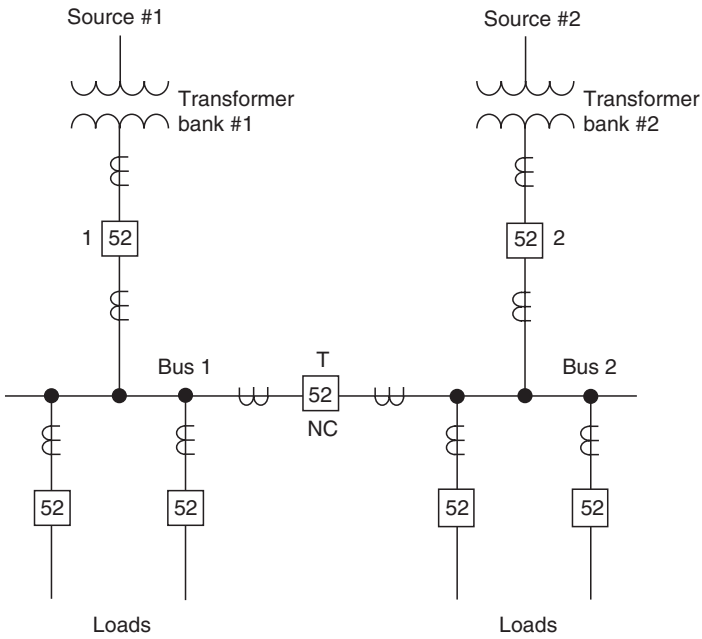 Source #1
Source #2
Transformer
bank #1
Transformer
bank #2
1 52
52 2
Bus 1
T
Bus 2
52
NC
52
52
52
52
Loads
Loads